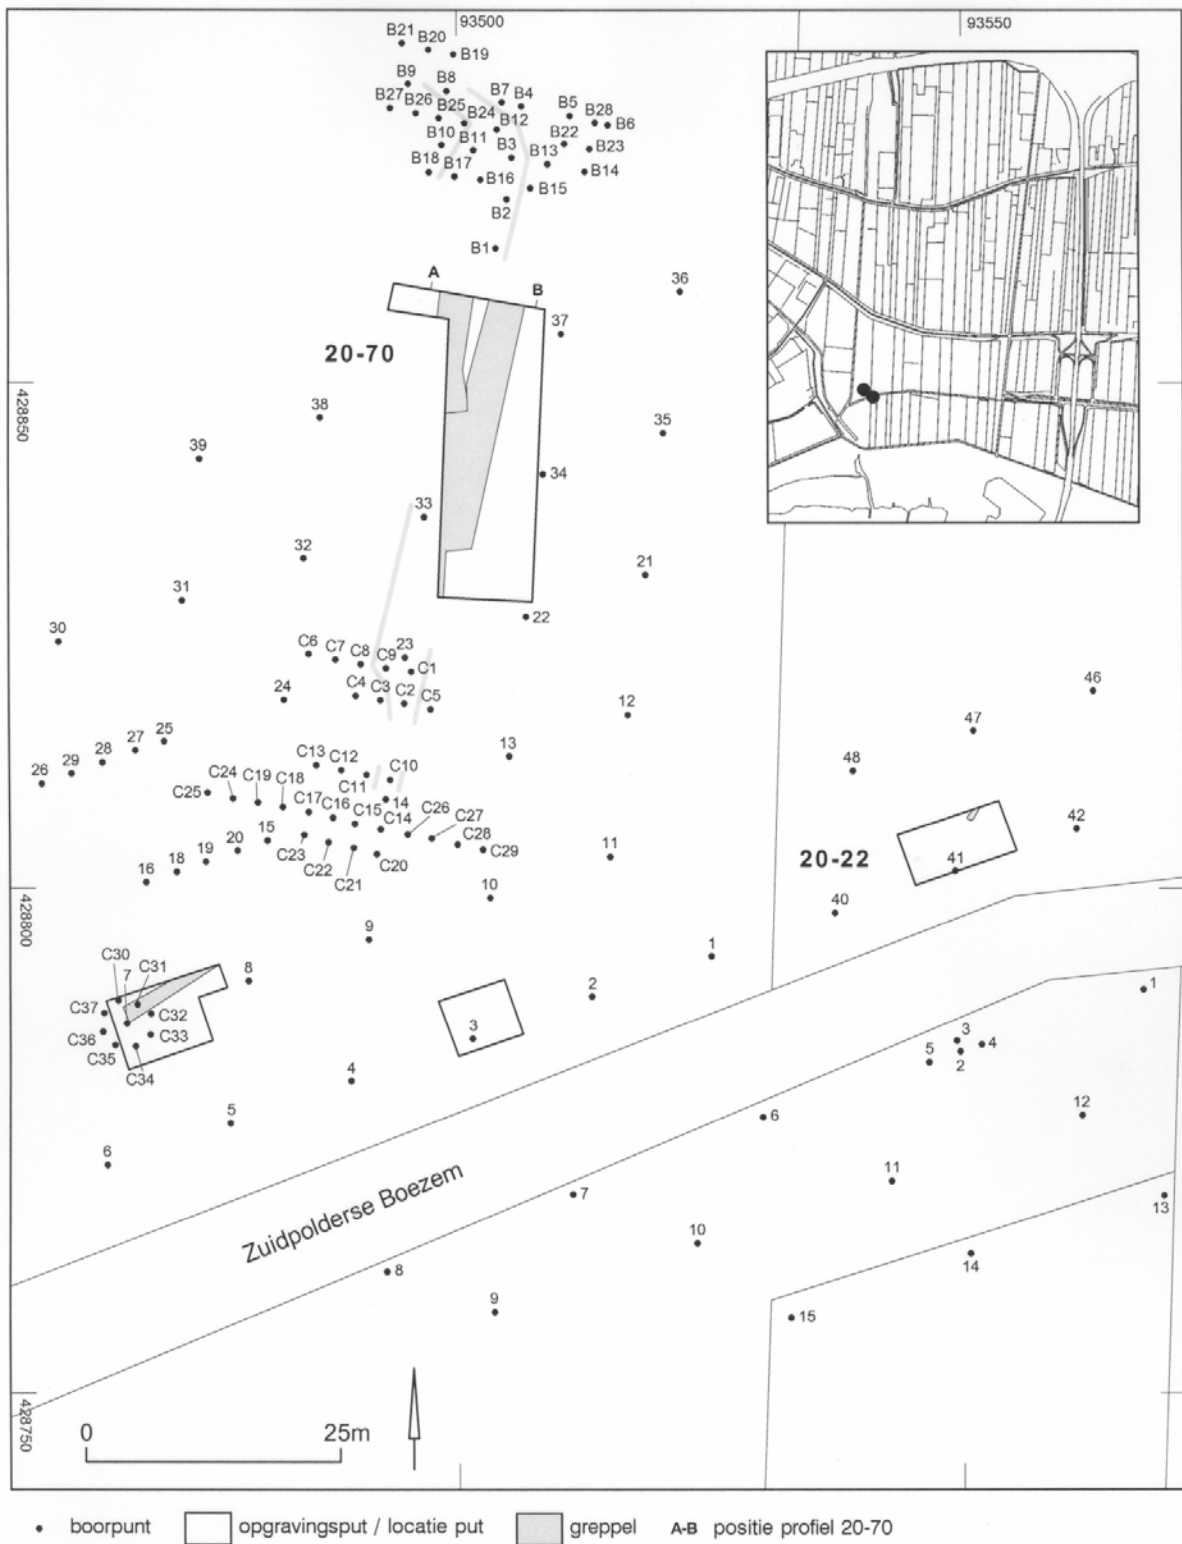 93500
93550
B21
B20
B19
B9
B8
B7
B4
B5
B28
B6
B27
B26
B25
B24
B12
B22
B23
B10
B11
B3
B13
B14
B18
B17
B16
B15
B2
B1
A
B
36
37
20-70
428850
38
39
35
34
33
32
31
30
21
22
C6
C7
C8
C9
23
C1
C4
C3
C2
C5
24
12
46
47
48
13
25
27
28
29
26
C13
C12
C11
C10
C24
C19
C18
C25
C17
C16
C15
C14
14
C26
C27
C28
C29
15
20
19
18
16
C23
C22
C21
C20
11
10
42
20-22
41
40
428800
9
8
1
2
3
C30
7
C31
C37
C32
C36
C33
C35
C34
4
5
6
1
3
4
5
2
12
6
11
7
13
Zuidpolderse Boezem
10
14
8
9
15
428750
0 25m
boorpunt opgravingsput / locatie put greppel A-B positie profiel 20-70